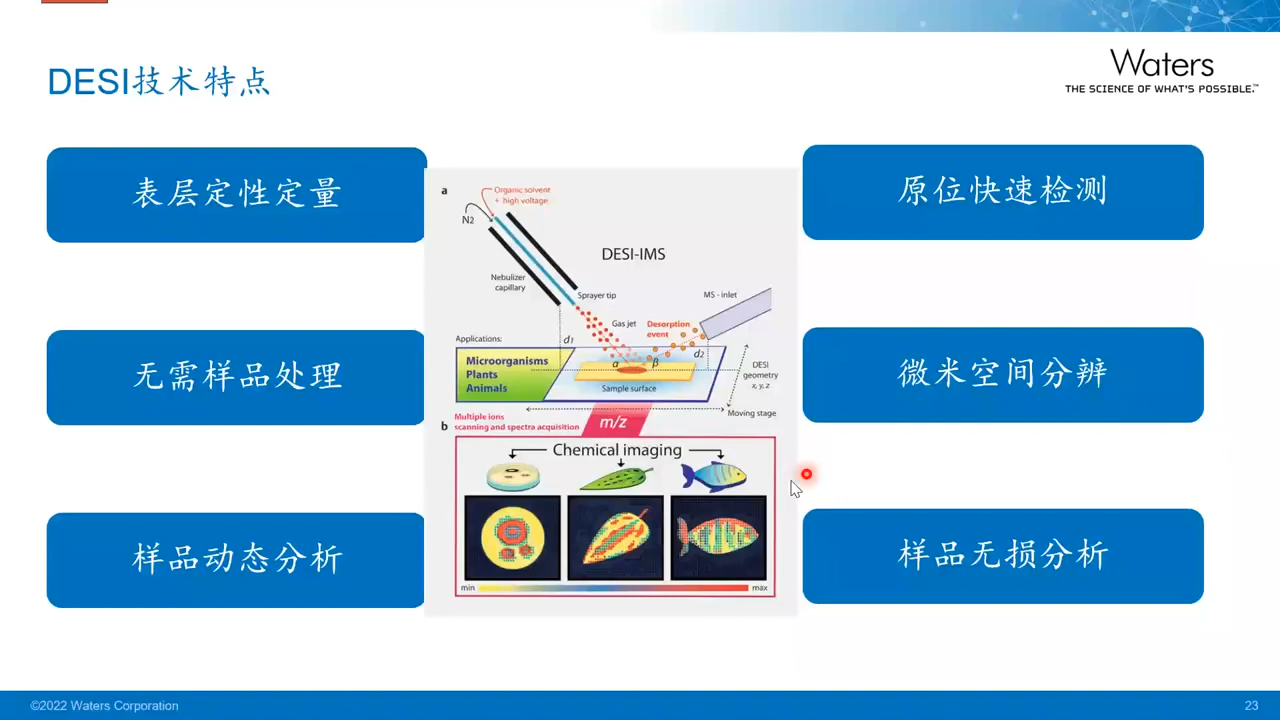 DESI技术特点
Waters
THE SCIENCE OF WHAT'S POSSIBLE.™
表层定性定量
无需样品处理
样品动态分析
a
Organic solvent
+ high voltage
N2
DESI-IMS
Nebulizer
capillary
Sprayer tip
MS - inlet
Gas jet
Desorption
event
Applications:
d1
d2
Microorganisms
Plants
Animals
α
β
Sample surface
DESI
geometry
x, y, z
Moving stage
b
Multiple ions
scanning and spectra acquisition
m/z
Chemical imaging
min
max
原位快速检测
微米空间分辨
样品无损分析
©2022 Waters Corporation
23